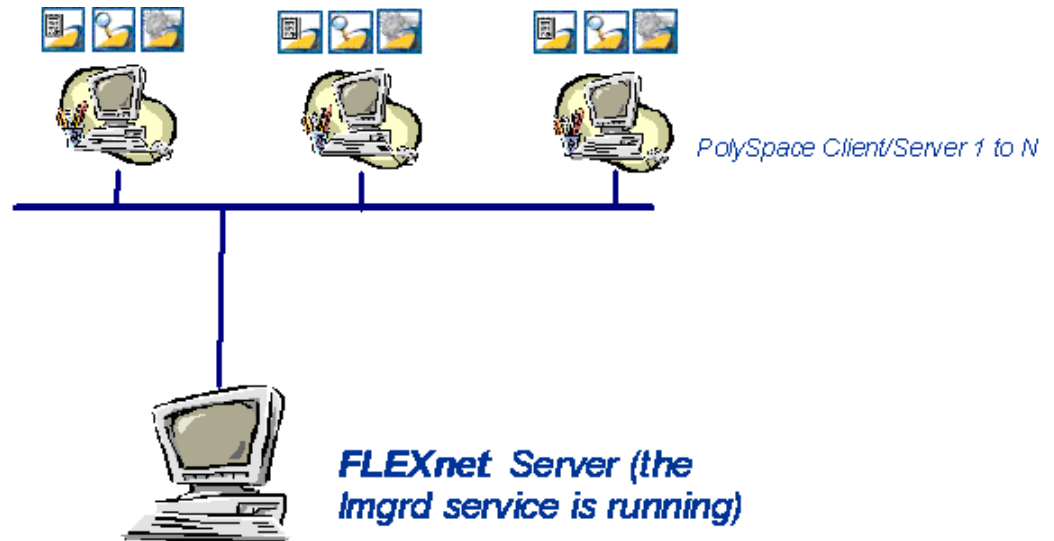 PolySpace Client/Server 1 to N
FLEXnet Server (the
lmgrd service is running)